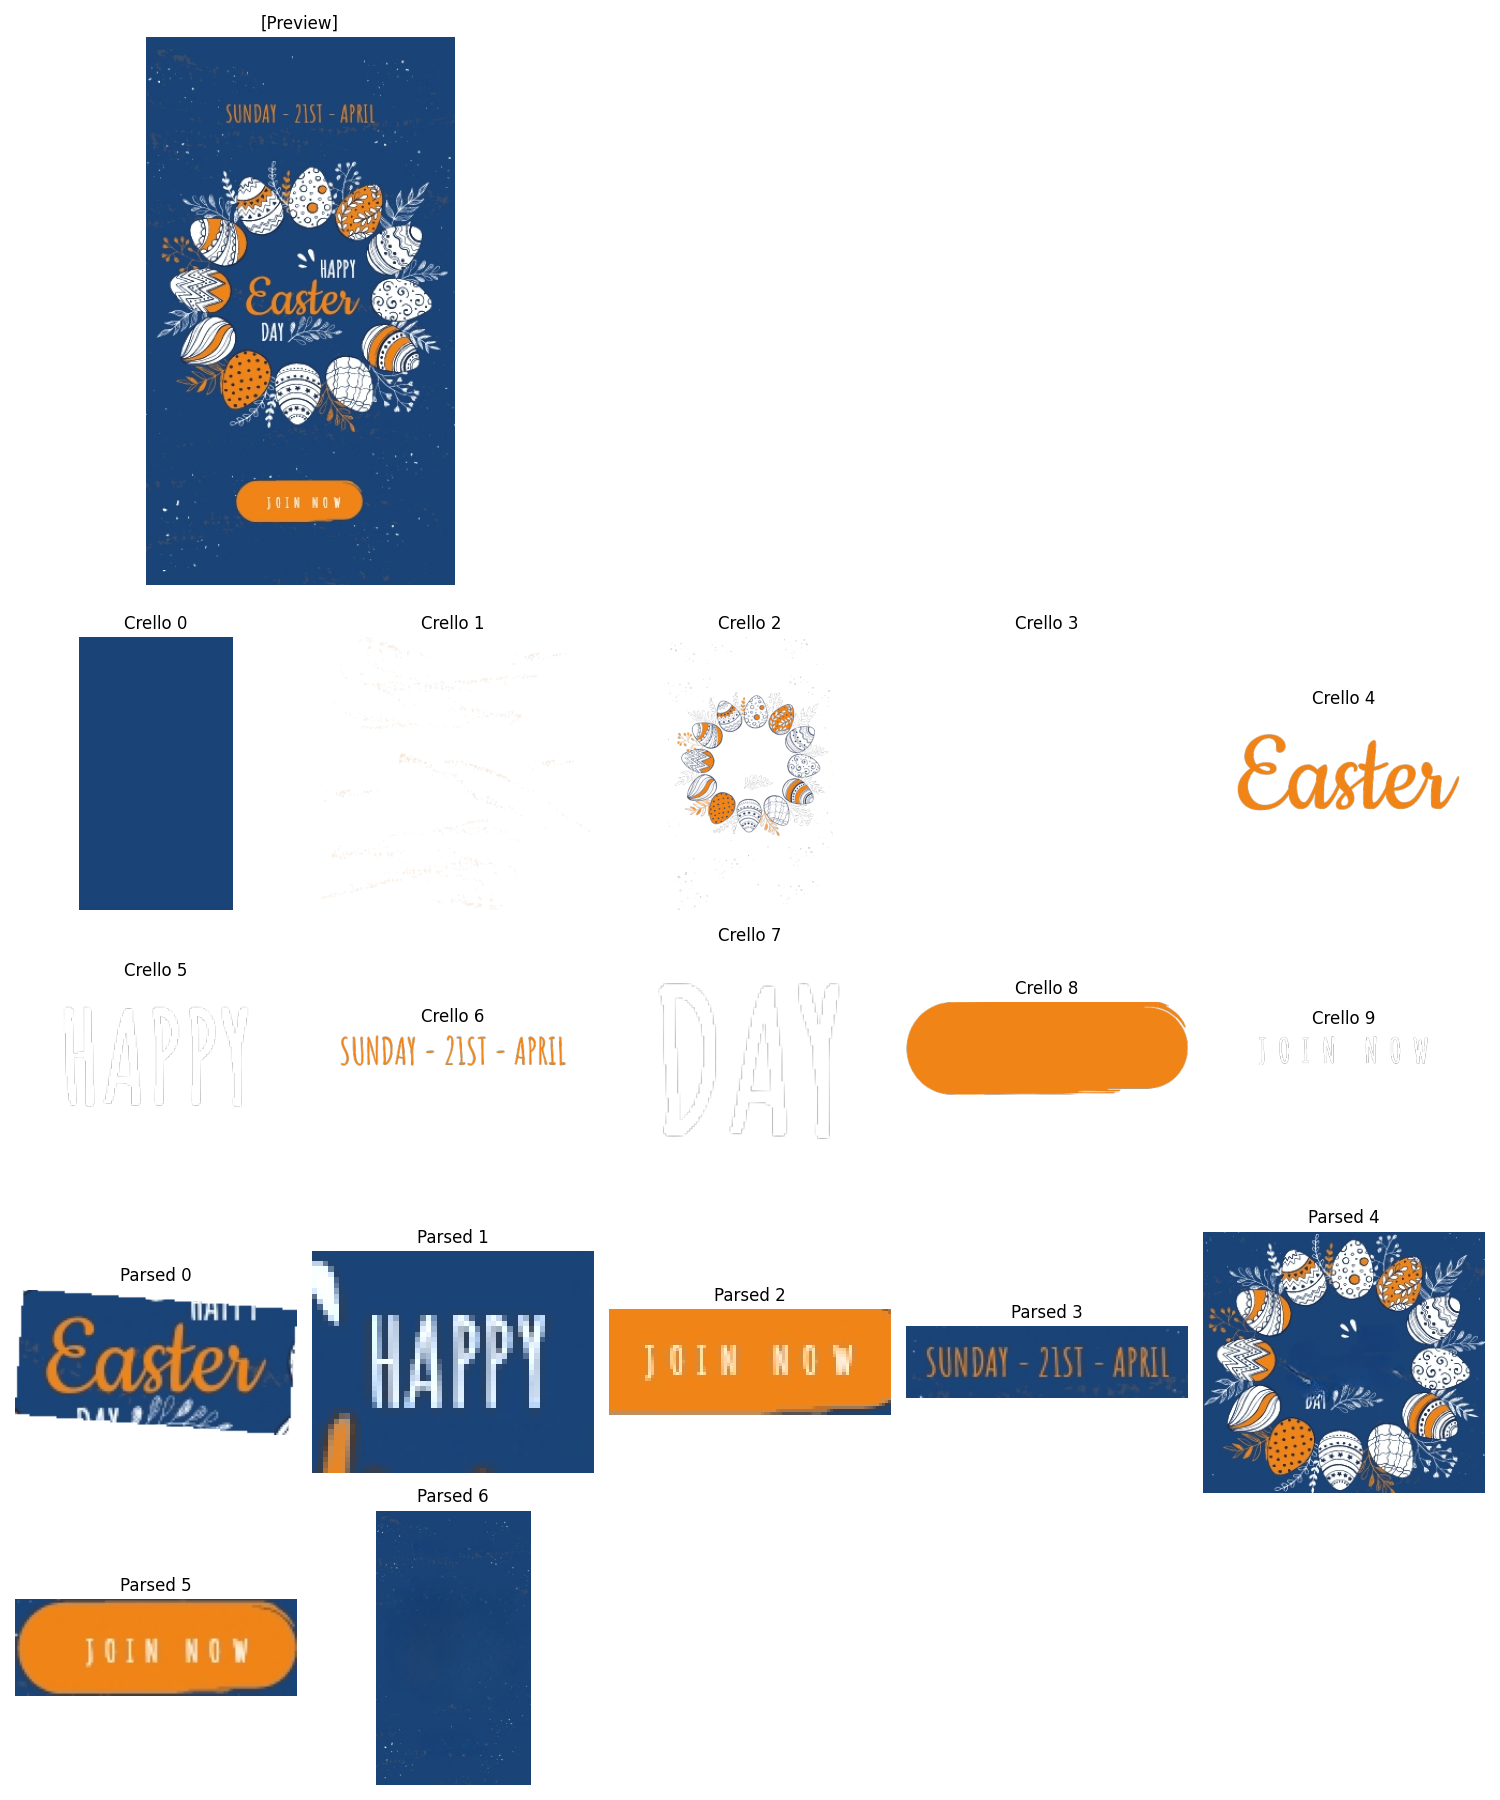 [Preview]
SUNDAY - 21ST - APRIL
HAPPY
Easter
DAY
JOIN NOW
Crello 0
Crello 1
Crello 2
Crello 3
Crello 4
Easter
Crello 5
HAPPY
Crello 6
SUNDAY - 21ST - APRIL
Crello 7
DAY
Crello 8
Crello 9
JOIN NOW
Parsed 0
HAPPY
Easter
DAY
Parsed 1
HAPPY
Parsed 2
JOIN NOW
Parsed 3
SUNDAY - 21ST - APRIL
Parsed 4
DAY
Parsed 5
JOIN NOW
Parsed 6